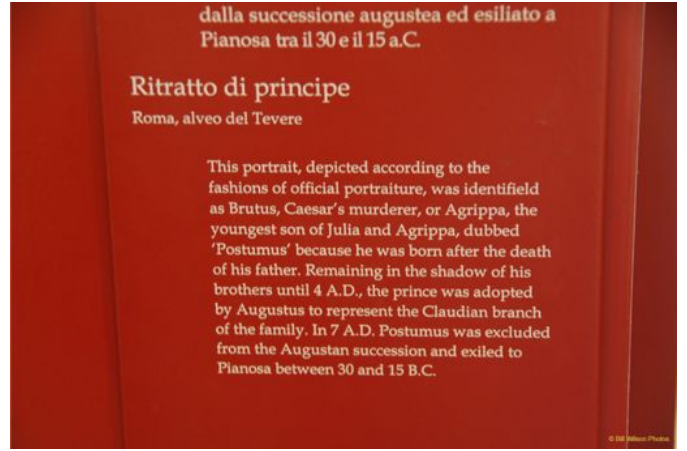 dalla successione augustea ed esiliato a
Pianosa tra il 30 e il 15 a.C.
Ritratto di principe
Roma, alveo del Tevere
This portrait, depicted according to the
fashions of official portraiture, was identifield
as Brutus, Caesar's murderer, or Agrippa, the
youngest son of Julia and Agrippa, dubbed
'Postumus' because he was born after the death
of his father. Remaining in the shadow of his
brothers until 4 A.D., the prince was adopted
by Augustus to represent the Claudian branch
of the family. In 7 A.D. Postumus was excluded
from the Augustan succession and exiled to
Pianosa between 30 and 15 B.C.
© Bill Wilson Photos